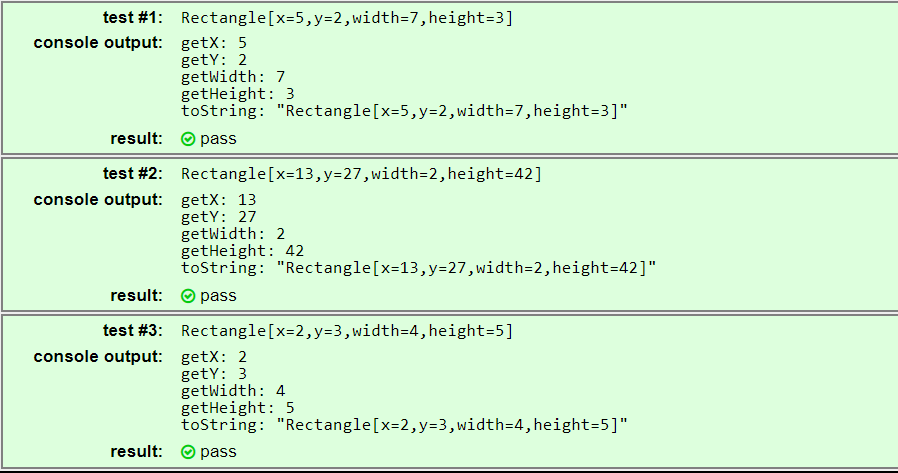 test #1: Rectangle[x=5,y=2,width=7,height=3]
console output: getX: 5
getY: 2
getWidth: 7
getHeight: 3
toString: "Rectangle[x=5,y=2,width=7,height=3]"
result: pass
test #2: Rectangle[x=13,y=27,width=2,height=42]
console output: getX: 13
getY: 27
getWidth: 2
getHeight: 42
toString: "Rectangle[x=13,y=27,width=2,height=42]"
result: pass
test #3: Rectangle[x=2,y=3,width=4,height=5]
console output: getX: 2
getY: 3
getWidth: 4
getHeight: 5
toString: "Rectangle[x=2,y=3,width=4,height=5]"
result: pass